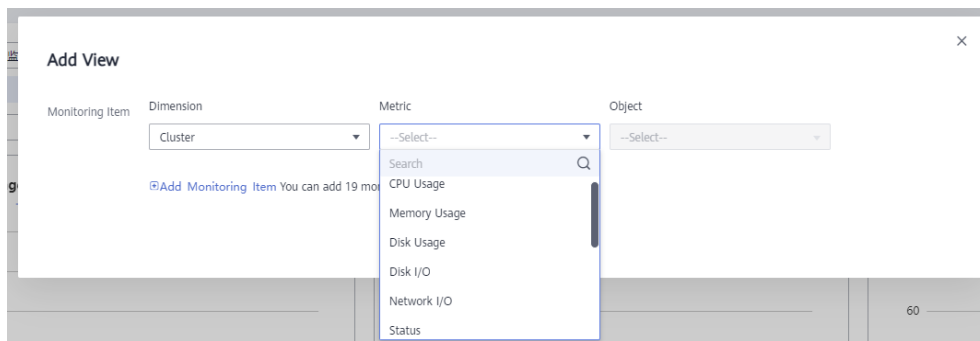 监
Add View
Monitoring Item
Dimension
Metric
Object
Cluster
--Select--
--Select--
Search
CPU Usage
Memory Usage
Disk Usage
Disk I/O
Network I/O
Status
Add Monitoring Item You can add 19
60